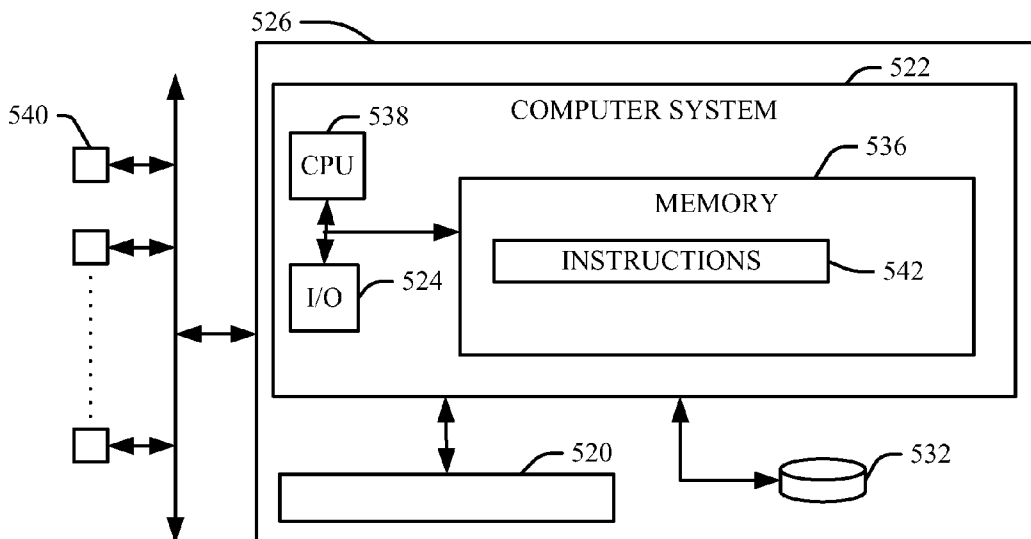 526
522
540
538
COMPUTER SYSTEM
536
CPU
MEMORY
INSTRUCTIONS
542
524
I/O
520
532